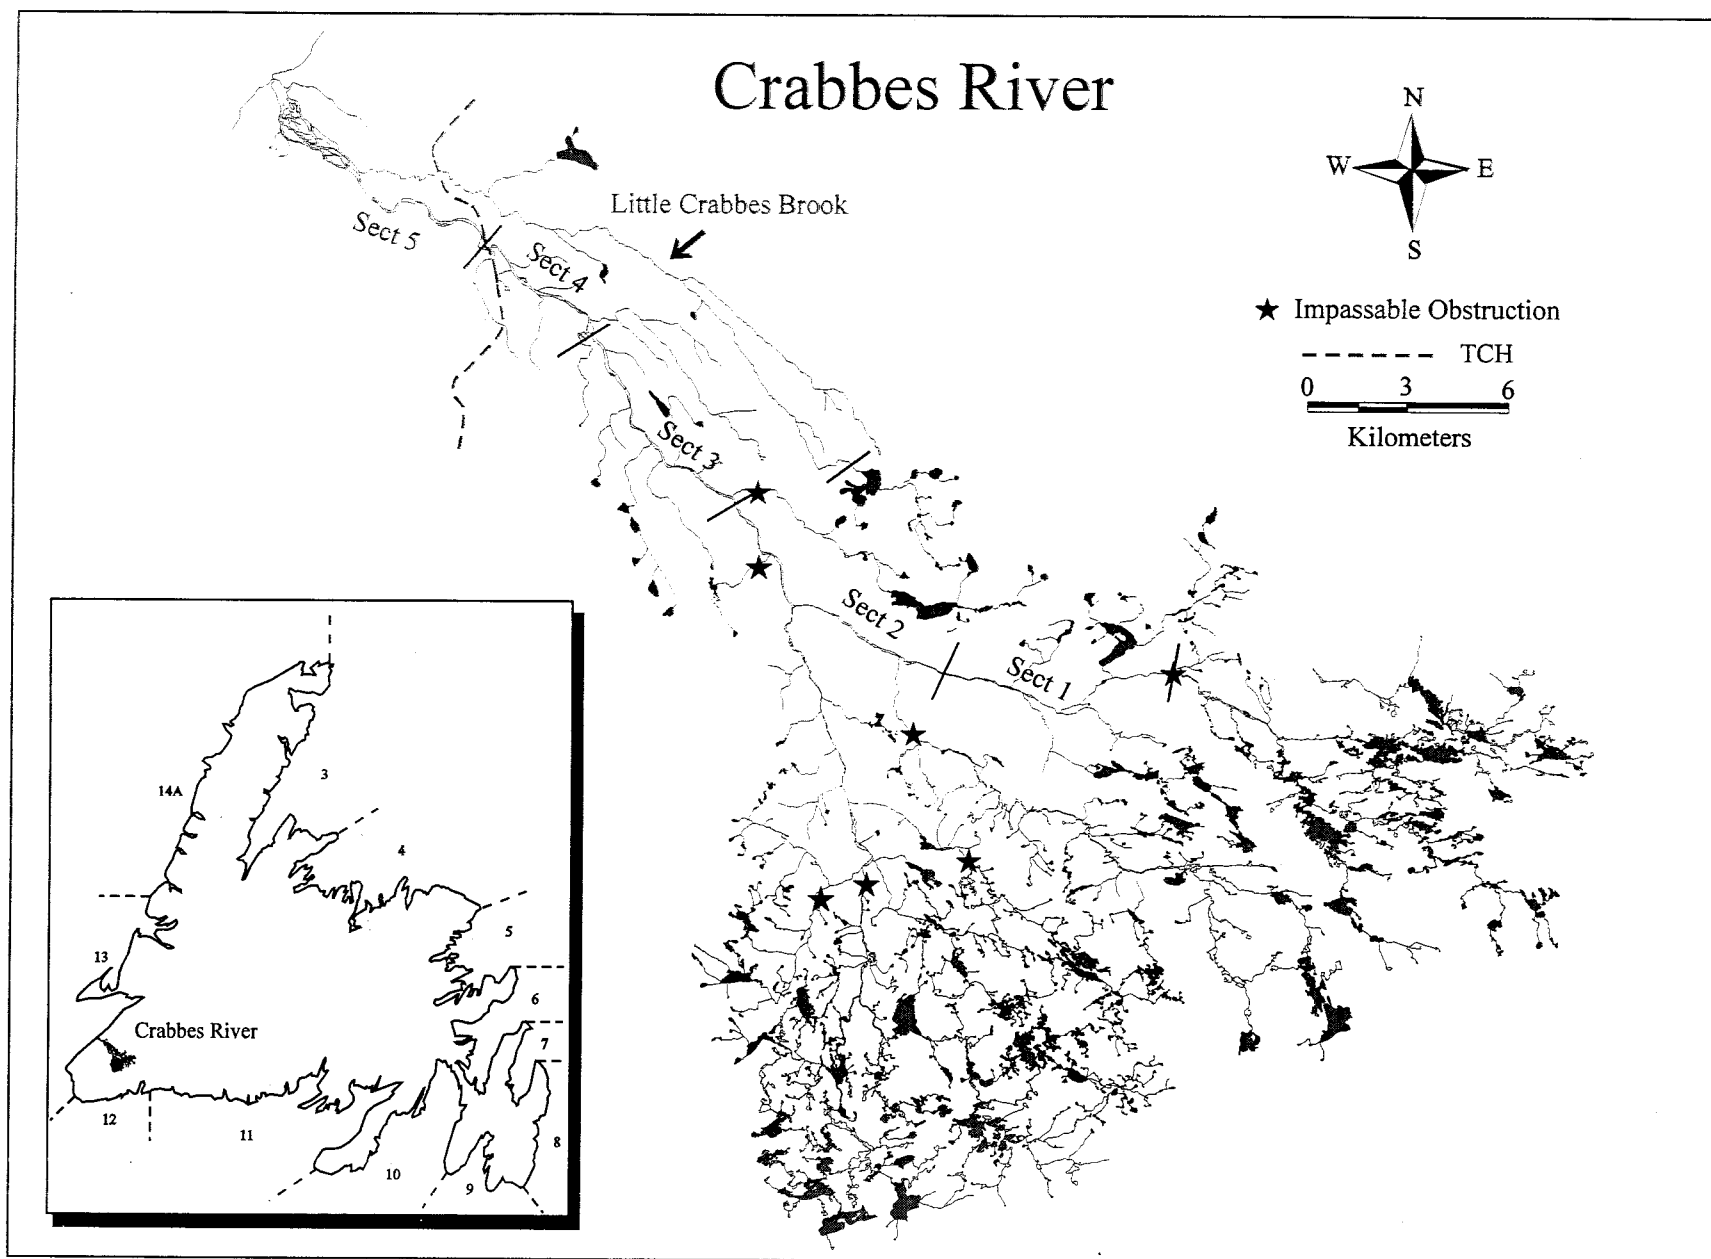 Crabbes River
N
W E
S
Little Crabbes Brook
Sect 5
Sect 4
★ Impassable Obstruction
TCH
0 3 6
Kilometers
Sect 3
Sect 2
Sect 1
3
14A
4
5
13
6
Crabbes River
7
12
11
8
10
9